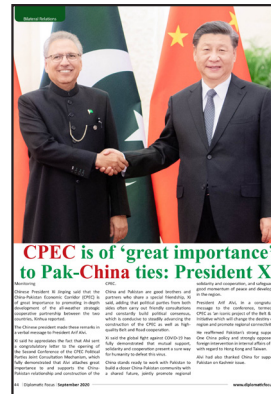 Bilateral Relations
CPEC is of ‘great importance’
to Pak-China ties: President X
Monitoring
Chinese President Xi Jinping said that the
China-Pakistan Economic Corridor (CPEC) is
of great importance to promoting in-depth
development of the all-weather strategic
cooperative partnership between the two
countries, Xinhua reported.
The Chinese president made these remarks in
a verbal message to President Arif Alvi.
Xi said he appreciates the fact that Alvi sent
a congratulatory letter to the opening of
the Second Conference of the CPEC Political
Parties Joint Consultation Mechanism, which
fully demonstrated that Alvi attaches great
importance to and supports the China-
Pakistan relationship and construction of the
CPEC.
China and Pakistan are good brothers and
partners who share a special friendship, Xi
said, adding that political parties from both
sides often carry out friendly consultations
and constantly build political consensus,
which is conducive to steadily advancing the
construction of the CPEC as well as high-
quality Belt and Road cooperation.
Xi said the global fight against COVID-19 has
fully demonstrated that mutual support,
solidarity and cooperation present a sure way
for humanity to defeat this virus.
China stands ready to work with Pakistan to
build a closer China-Pakistan community with
a shared future, jointly promote regional
solidarity and cooperation, and safegua
good momentum of peace and develo
in the region.
President Arif Alvi, in a congratu
message to the conference, terme
CPEC as 'an iconic project of the Belt &
Initiative which will change the destiny
region and promote regional connectivi
He reaffirmed Pakistan's strong suppo
One China policy and strongly oppose
foreign intervention in internal affairs of
with regard to Hong Kong and Taiwan.
Alvi had also thanked China for supp
Pakistan on Kashmir issue.
44 | Diplomatic Focus | September 2020
www.diplomaticfoc